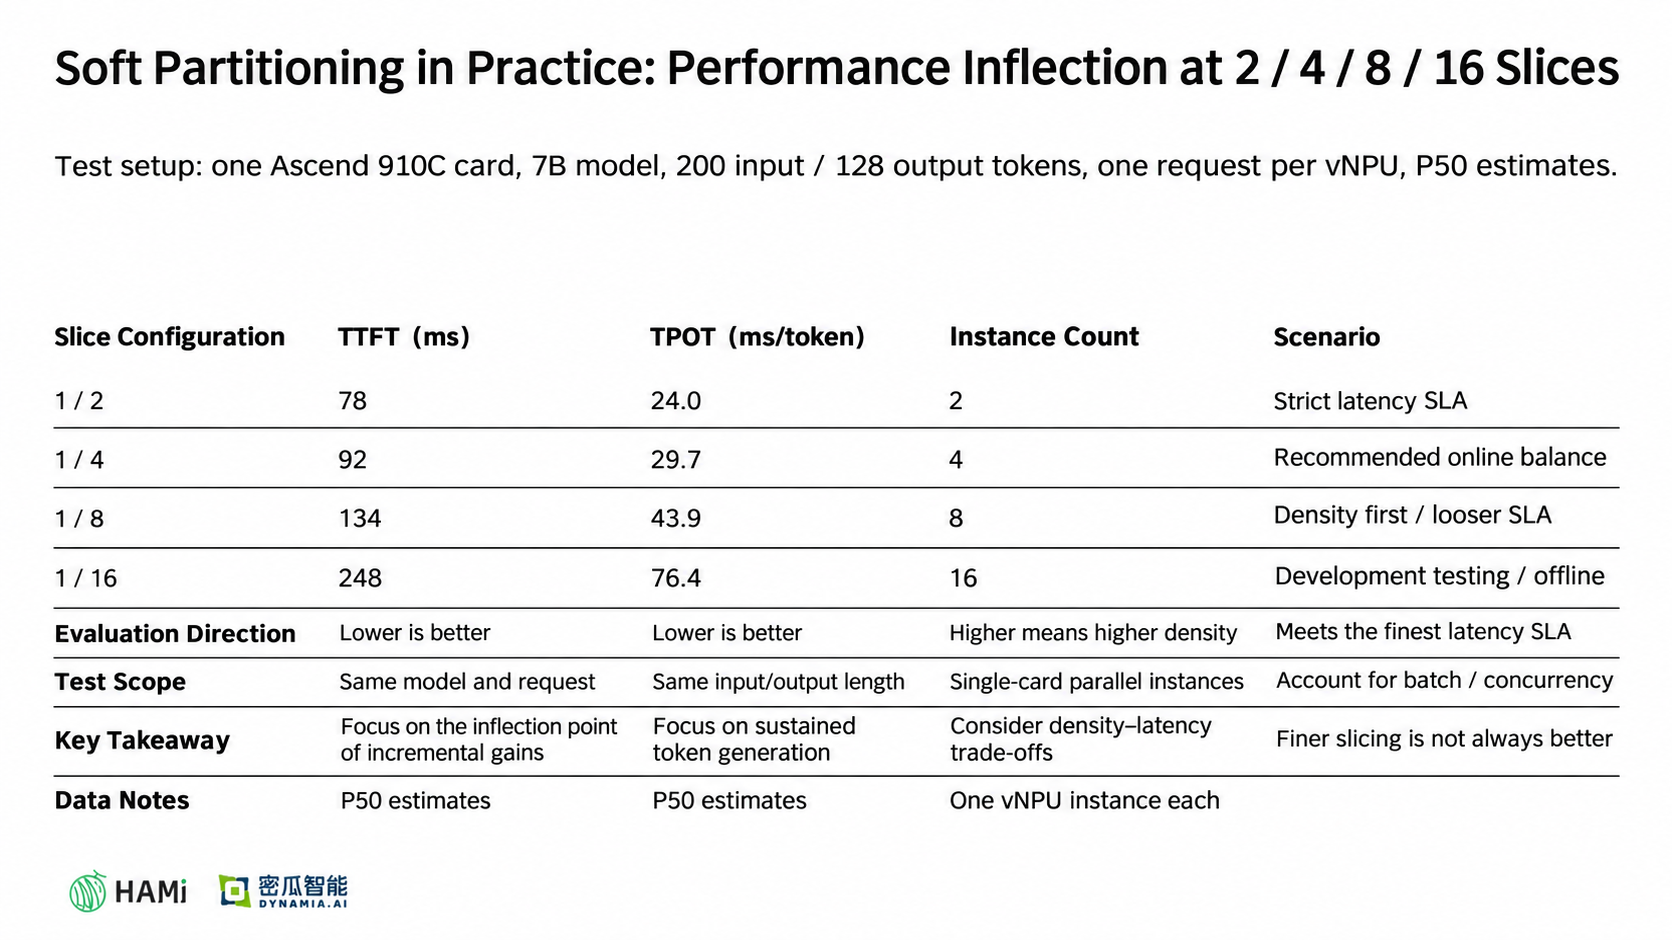 Soft Partitioning in Practice: Performance Inflection at 2 / 4 / 8 / 16 Slices
Test setup: one Ascend 910C card, 7B model, 200 input / 128 output tokens, one request per vNPU, P50 estimates.
Slice Configuration TTFT (ms) TPOT (ms/token) Instance Count Scenario
1 / 2 78 24.0 2 Strict latency SLA
1 / 4 92 29.7 4 Recommended online balance
1 / 8 134 43.9 8 Density first / looser SLA
1 / 16 248 76.4 16 Development testing / offline
Evaluation Direction Lower is better Lower is better Higher means higher density Meets the finest latency SLA
Test Scope Same model and request Same input/output length Single-card parallel instances Account for batch / concurrency
Key Takeaway Focus on the inflection point of incremental gains Focus on sustained token generation Consider density–latency trade-offs Finer slicing is not always better
Data Notes P50 estimates P50 estimates One vNPU instance each
HAMi
密瓜智能
DYNAMIA.AI